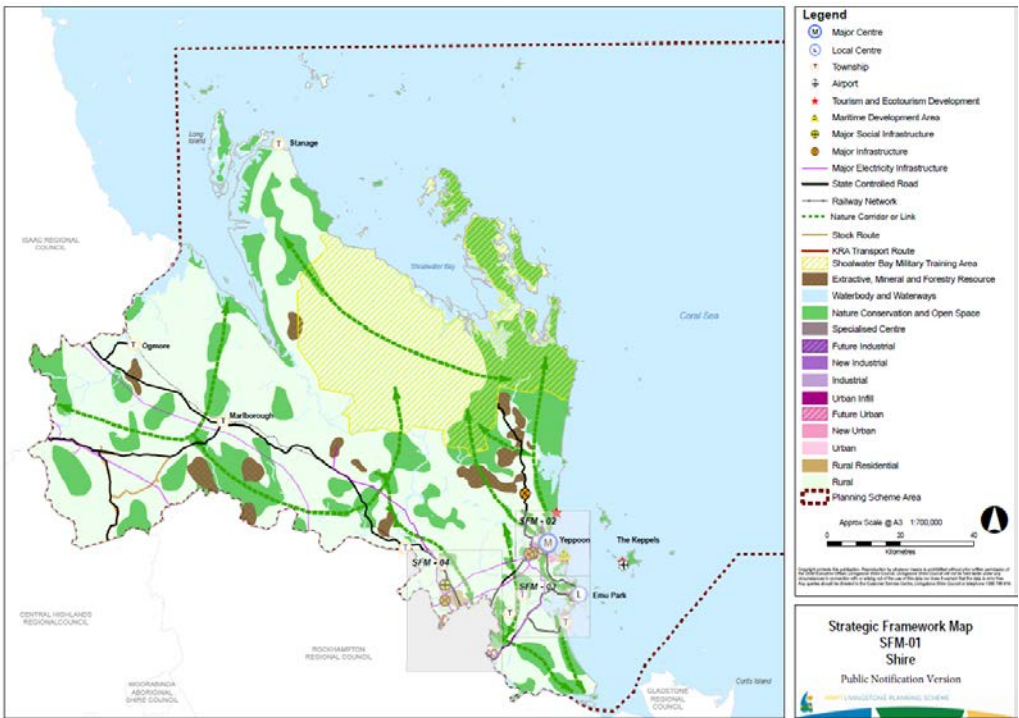 Long
Island
Stanage
ISAAC REGIONAL
COUNCIL
Shoalwater Bay
Coral Sea
Ogmore
Marlborough
SFM - 02
Yeppoon
The Keppels
SFM - 04
SFM - 03
Emu Park
CENTRAL HIGHLANDS
REGIONALCOUNCIL
ROCKHAMPTON
REGIONAL COUNCIL
WOORABINDA
ABORIGINAL
SHIRE COUNCIL
GLADSTONE
REGIONAL
COUNCIL
Curtis Island
Legend
M Major Centre
L Local Centre
T Township
Airport
Tourism and Ecotourism Development
Maritime Development Area
Major Social Infrastructure
Major Infrastructure
Major Electricity Infrastructure
State Controlled Road
Railway Network
Nature Corridor or Link
Stock Route
KRA Transport Route
Shoalwater Bay Military Training Area
Extractive, Mineral and Forestry Resource
Waterbody and Waterways
Nature Conservation and Open Space
Specialised Centre
Future Industrial
New Industrial
Industrial
Urban Infill
Future Urban
New Urban
Urban
Rural Residential
Rural
Planning Scheme Area
Approx Scale @ A3 1:700,000
0 20 40
Kilometres
Strategic Framework Map
SFM-01
Shire
Public Notification Version
DRAFT LIVINGSTONE PLANNING SCHEME